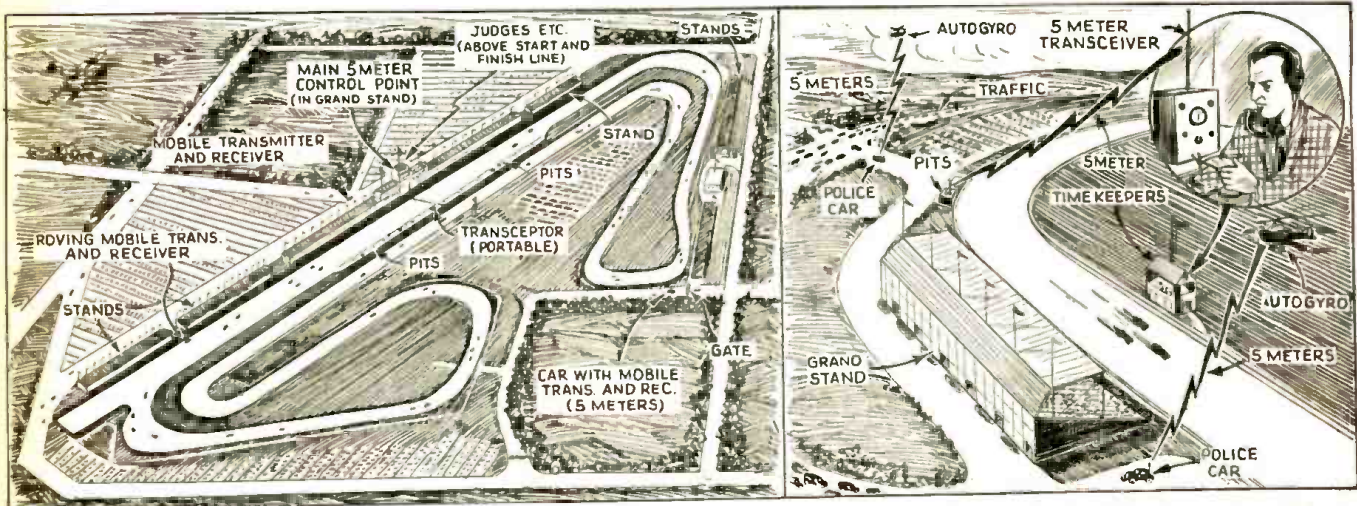 JUDGES ETC.
(ABOVE START AND
FINISH LINE)
STANDS
MAIN 5 METER
CONTROL POINT
(IN GRAND STAND)
MOBILE TRANSMITTER
AND RECEIVER
STAND
PITS
TRANSCEPTOR
(PORTABLE)
ROVING MOBILE TRANS.
AND RECEIVER
PITS
STANDS
GATE
CAR WITH MOBILE
TRANS. AND REC.
(5 METERS)
AUTOGYRO
5 METER
TRANSCEIVER
5 METERS
TRAFFIC
PITS
POLICE
CAR
5 METER
TIME KEEPERS
AUTOGYRO
GRAND
STAND
5 METERS
POLICE
CAR